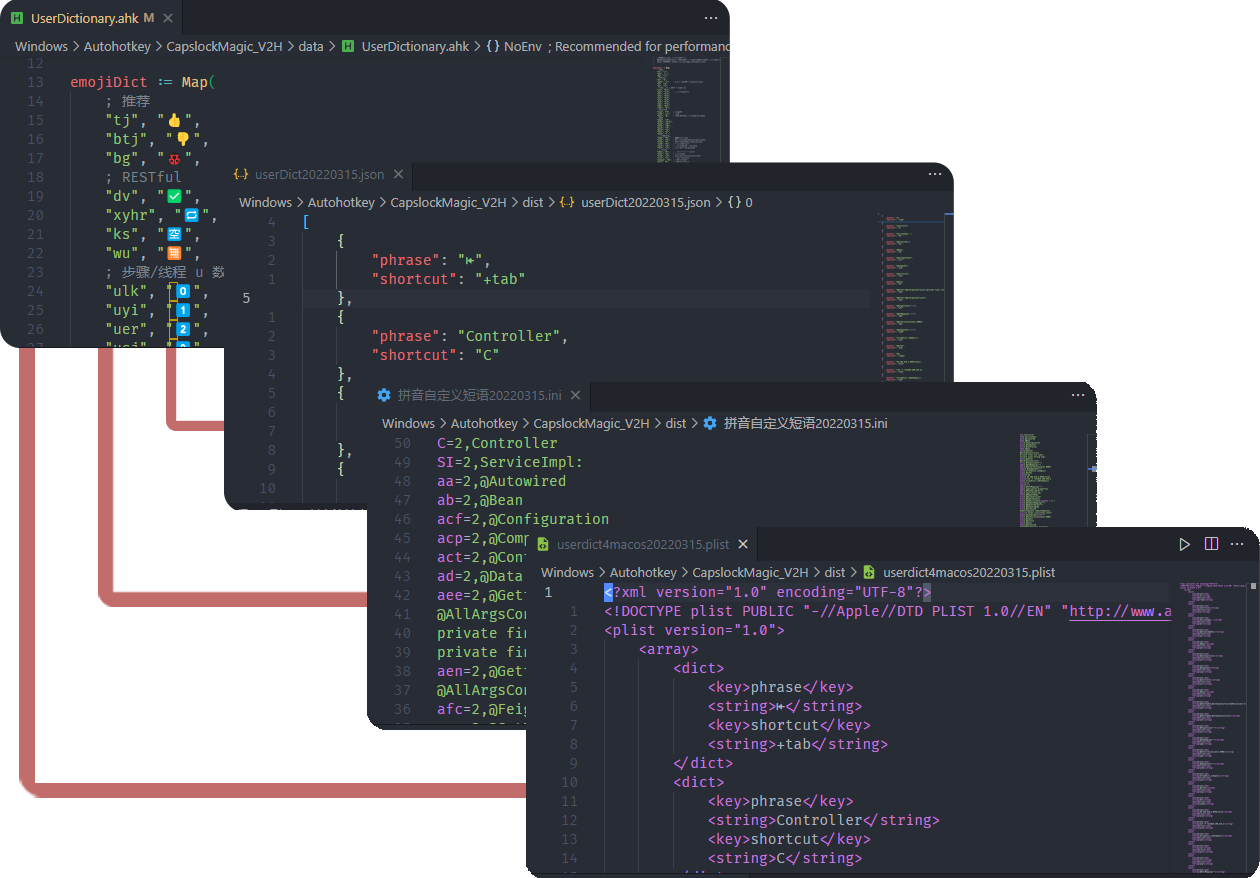 UserDictionary.ahk M
Windows > Autohotkey > CapslockMagic_V2H > data > UserDictionary.ahk > {} NoEnv ; Recommended for performanc
12
13 emojiDict := Map(
14 ; 推荐
15 "tj", "👍",
16 "btj", "👎",
17 "bg", "🐞",
18 ; RESTful
19 "dv", "✅",
20 "xyhr", "🔁",
21 "ks", "🈳",
22 "wu", "🈚",
23 ; 步骤/线程 u 数
24 "ulk", "0️⃣",
25 "uyi", "1️⃣",
26 "uer", "2️⃣",
userDict20220315.json
Windows > Autohotkey > CapslockMagic_V2H > dist > {..} userDict20220315.json > {} 0
4 [
3 {
2 "phrase": "⇤",
1 "shortcut": "+tab"
5 },
1 {
2 "phrase": "Controller",
3 "shortcut": "C"
4 },
5 {
6
7
8 },
9 {
10
拼音自定义短语20220315.ini
Windows > Autohotkey > CapslockMagic_V2H > dist > 拼音自定义短语20220315.ini
50 C=2,Controller
49 SI=2,ServiceImpl:
48 aa=2,@Autowired
47 ab=2,@Bean
46 acf=2,@Configuration
45 acp=2,@Comp
44 act=2,@Cont
43 ad=2,@Data
42 aee=2,@Gett
41 @AllArgsCon
40 private fin
39 private fin
38 aen=2,@Gett
37 @AllArgsCon
36 afc=2,@Feig
userdict4macos20220315.plist
Windows > Autohotkey > CapslockMagic_V2H > dist > userdict4macos20220315.plist
1 <?xml version="1.0" encoding="UTF-8"?>
1 <!DOCTYPE plist PUBLIC "-//Apple//DTD PLIST 1.0//EN" "http://www.a
2 <plist version="1.0">
3 <array>
4 <dict>
5 <key>phrase</key>
6 <string>⇤</string>
7 <key>shortcut</key>
8 <string>+tab</string>
9 </dict>
10 <dict>
11 <key>phrase</key>
12 <string>Controller</string>
13 <key>shortcut</key>
14 <string>C</string>